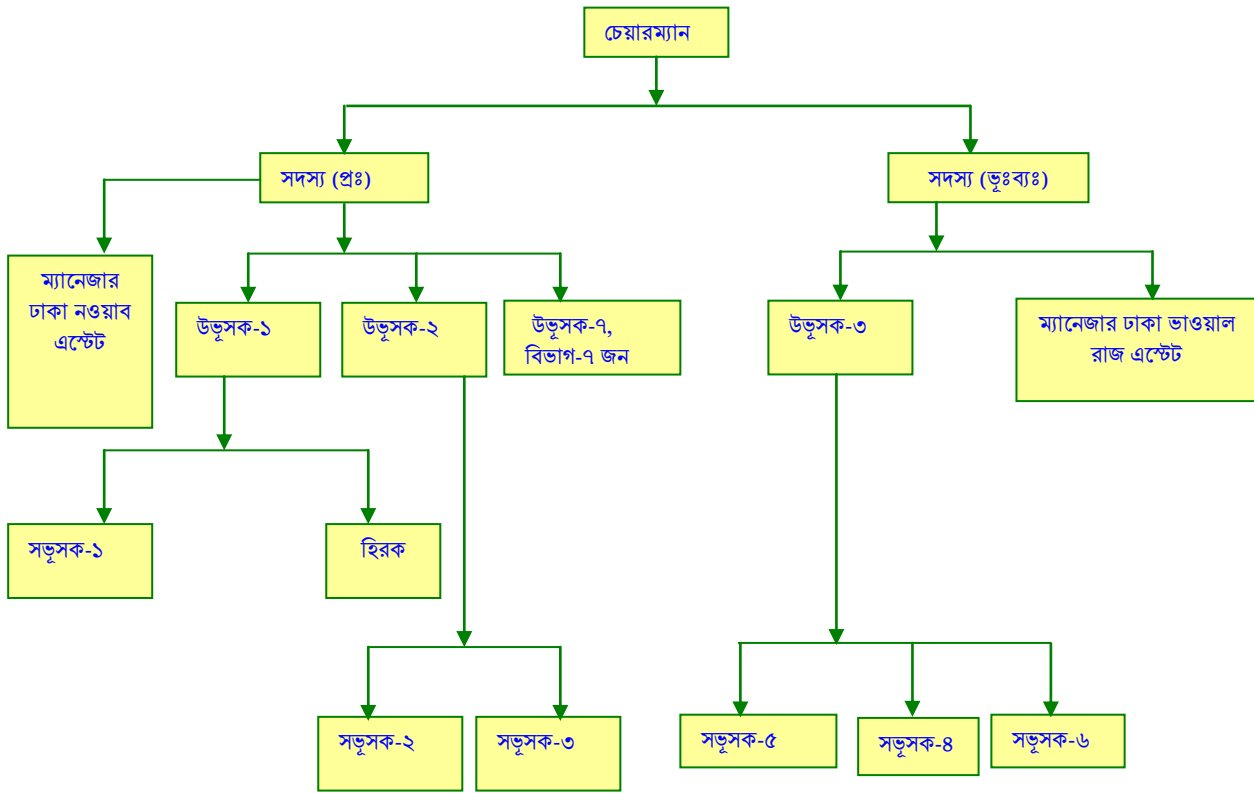 চেয়ারম্যান
সদস্য (প্রঃ)
সদস্য (ভূঃব্যঃ)
ম্যানেজার
ঢাকা নওয়াব
এস্টেট
উভূসক-১
উভূসক-২
উভূসক-৭,
বিভাগ-৭ জন
উভূসক-৩
ম্যানেজার ঢাকা ভাওয়াল
রাজ এস্টেট
সভূসক-১
হিরক
সভূসক-২
সভূসক-৩
সভূসক-৫
সভূসক-৪
সভূসক-৬